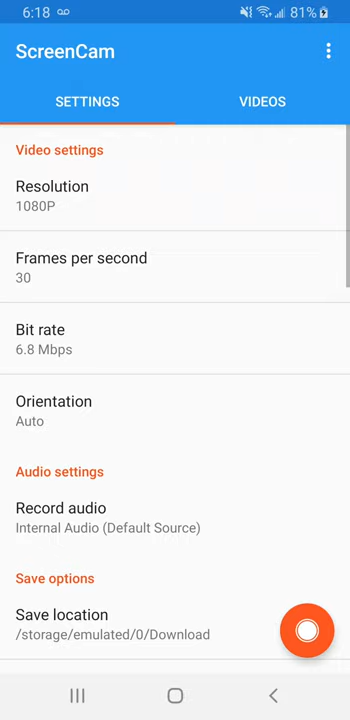 6:18 81%
ScreenCam
SETTINGS VIDEOS
Video settings
Resolution
1080P
Frames per second
30
Bit rate
6.8 Mbps
Orientation
Auto
Audio settings
Record audio
Internal Audio (Default Source)
Save options
Save location
/storage/emulated/0/Download